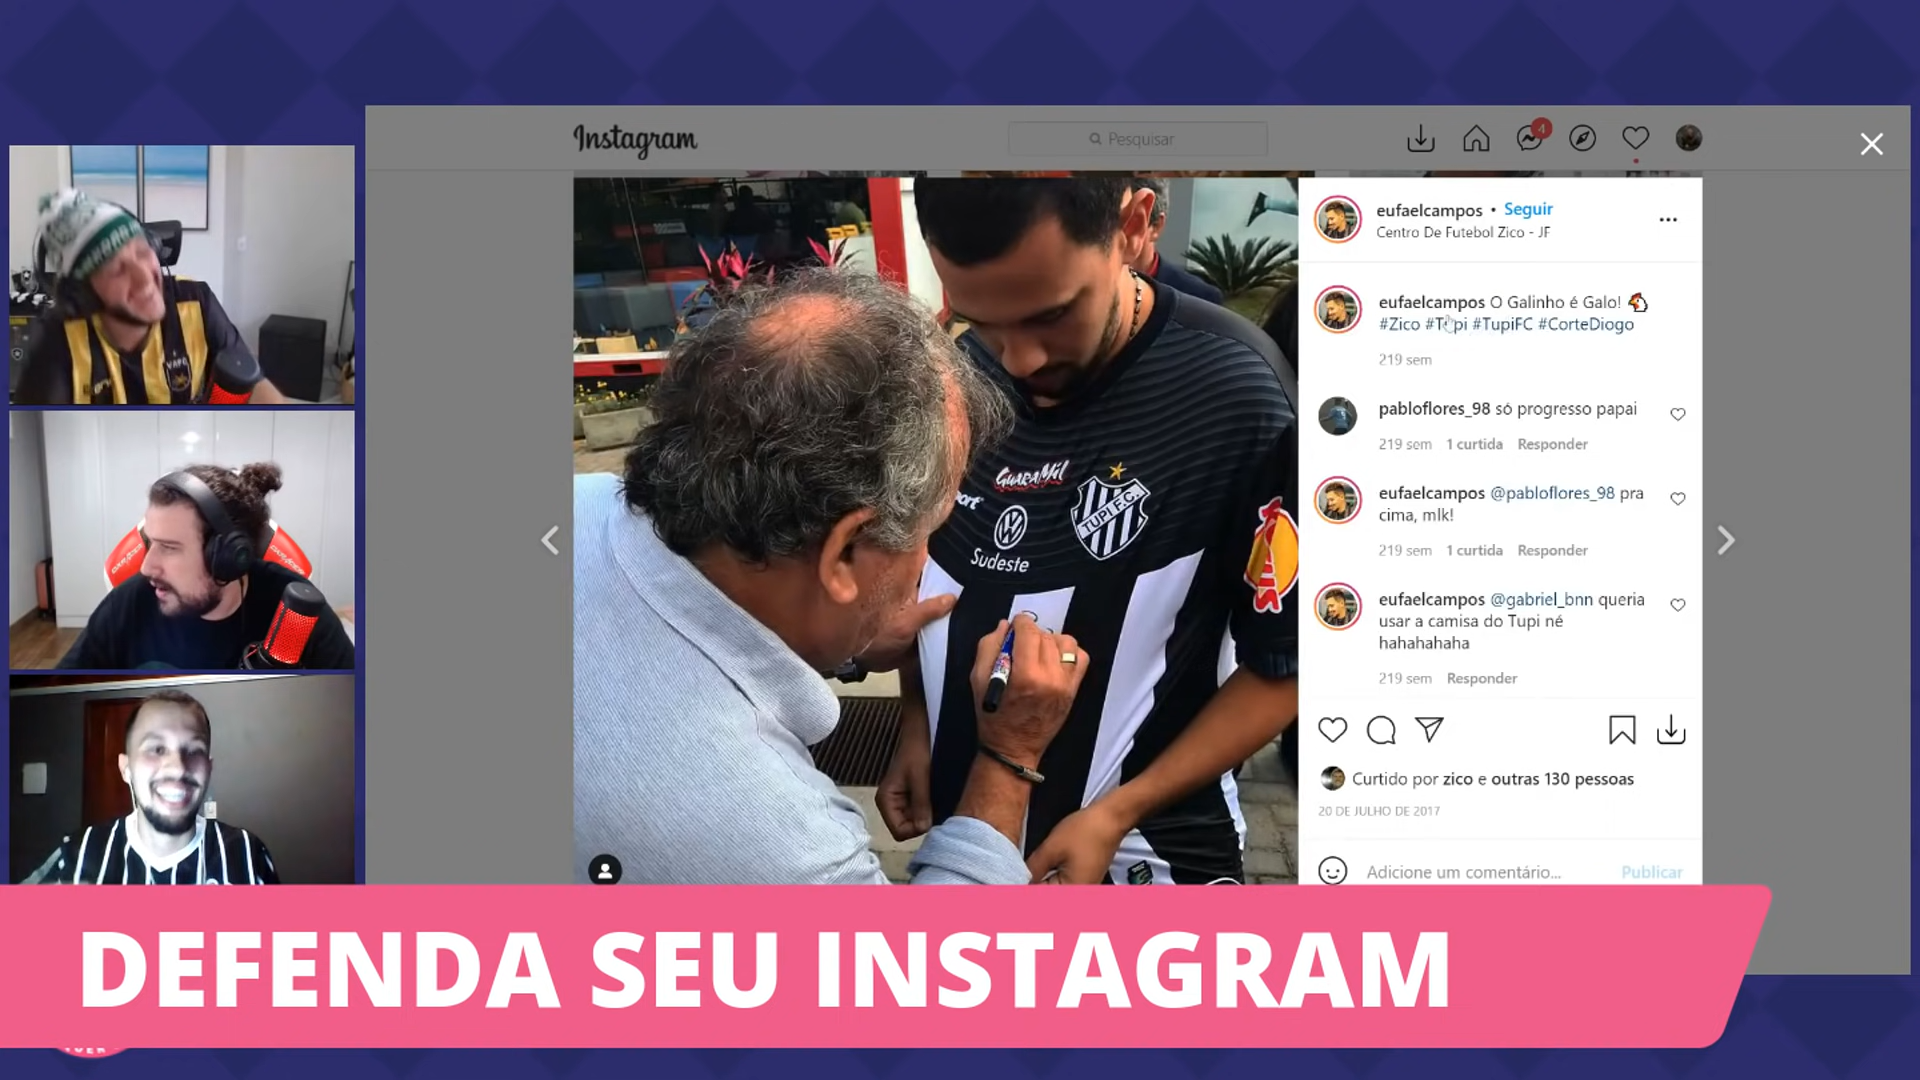 Instagram
Pesquisar
4
eufaelcampos • Seguir
Centro De Futebol Zico - JF
eufaelcampos O Galinho é Galo! 🐔
#Zico #Tupi #TupiFC #CorteDiogo
219 sem
pabloflores_98 só progresso papai
219 sem 1 curtida Responder
eufaelcampos @pabloflores_98 pra
cima, mlk!
219 sem 1 curtida Responder
eufaelcampos @gabriel_bnn queria
usar a camisa do Tupi né
hahahahaha
219 sem Responder
Curtido por zico e outras 130 pessoas
20 DE JULHO DE 2017
Adicione um comentário... Publicar
GUARAMIL
TUPI F.C.
Sudeste
DEFENDA SEU INSTAGRAM